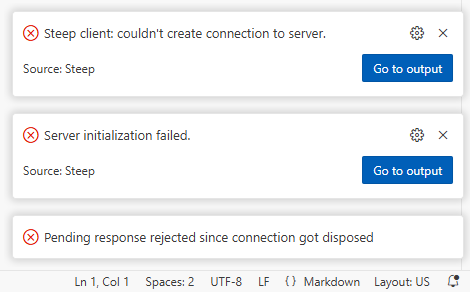 Steep client: couldn't create connection to server.
Source: Steep
Go to output
Server initialization failed.
Source: Steep
Go to output
Pending response rejected since connection got disposed
Ln 1, Col 1 Spaces: 2 UTF-8 LF {} Markdown Layout: US